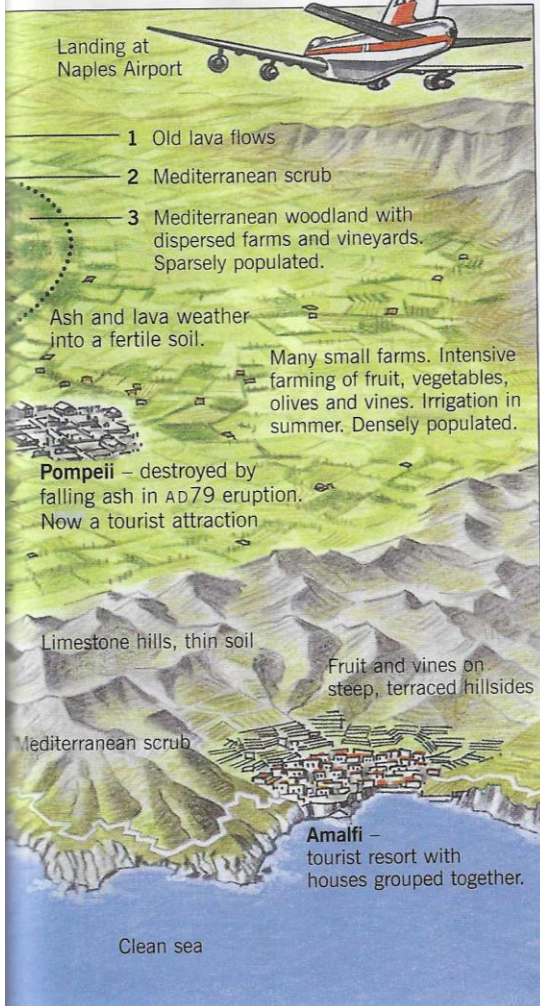 Landing at
Naples Airport
1 Old lava flows
2 Mediterranean scrub
3 Mediterranean woodland with
dispersed farms and vineyards.
Sparsely populated.
Ash and lava weather
into a fertile soil.
Many small farms. Intensive
farming of fruit, vegetables,
olives and vines. Irrigation in
summer. Densely populated.
Pompeii – destroyed by
falling ash in AD79 eruption.
Now a tourist attraction
Limestone hills, thin soil
Fruit and vines on
steep, terraced hillsides
Mediterranean scrub
Amalfi –
tourist resort with
houses grouped together.
Clean sea